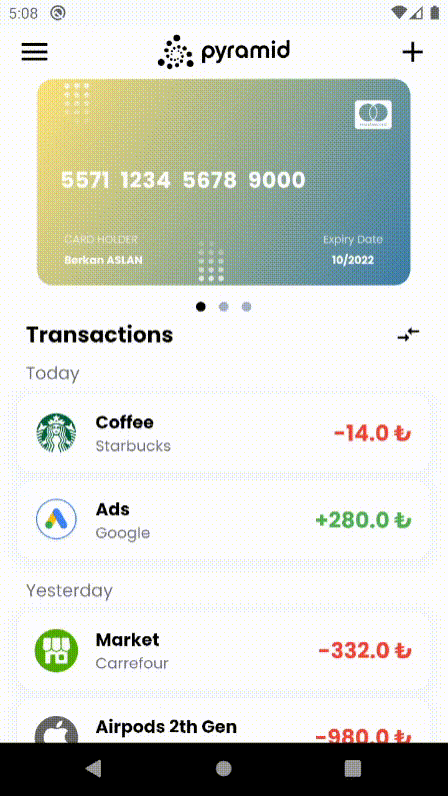 5:08
pyramid
5571 1234 5678 9000
CARD HOLDER
Expiry Date
Berkan ASLAN
10/2022
Transactions
Today
Coffee
Starbucks
-14.0 ₺
Ads
Google
+280.0 ₺
Yesterday
Market
Carrefour
-332.0 ₺
Airpods 2th Gen
-980.0 ₺